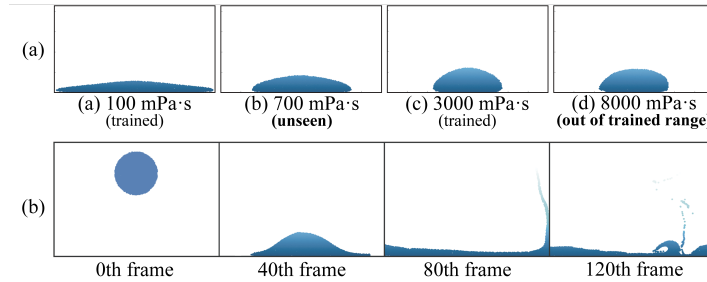 (a)
(a) 100 mPa·s (b) 700 mPa·s (c) 3000 mPa·s (d) 8000 mPa·s
(trained) (unseen) (trained) (out of trained range)
(b)
0th frame 40th frame 80th frame 120th frame